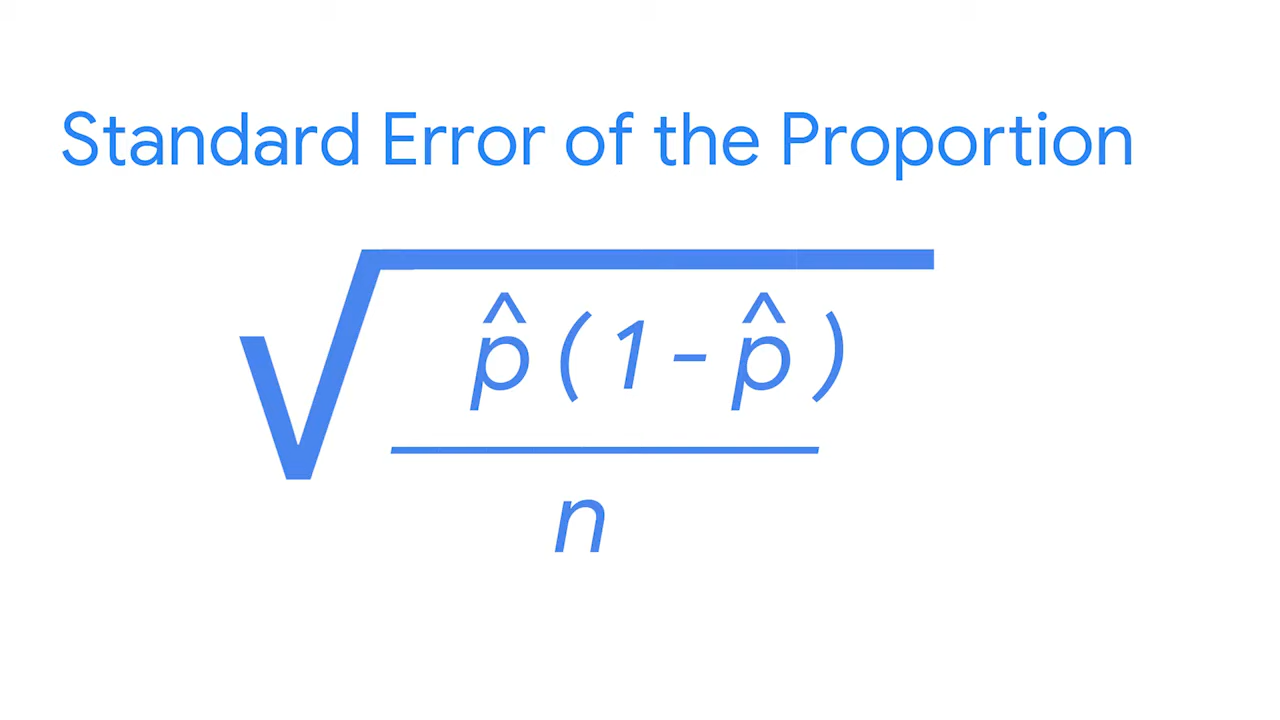 Standard Error of the Proportion
√
p̂ ( 1 - p̂ )
n